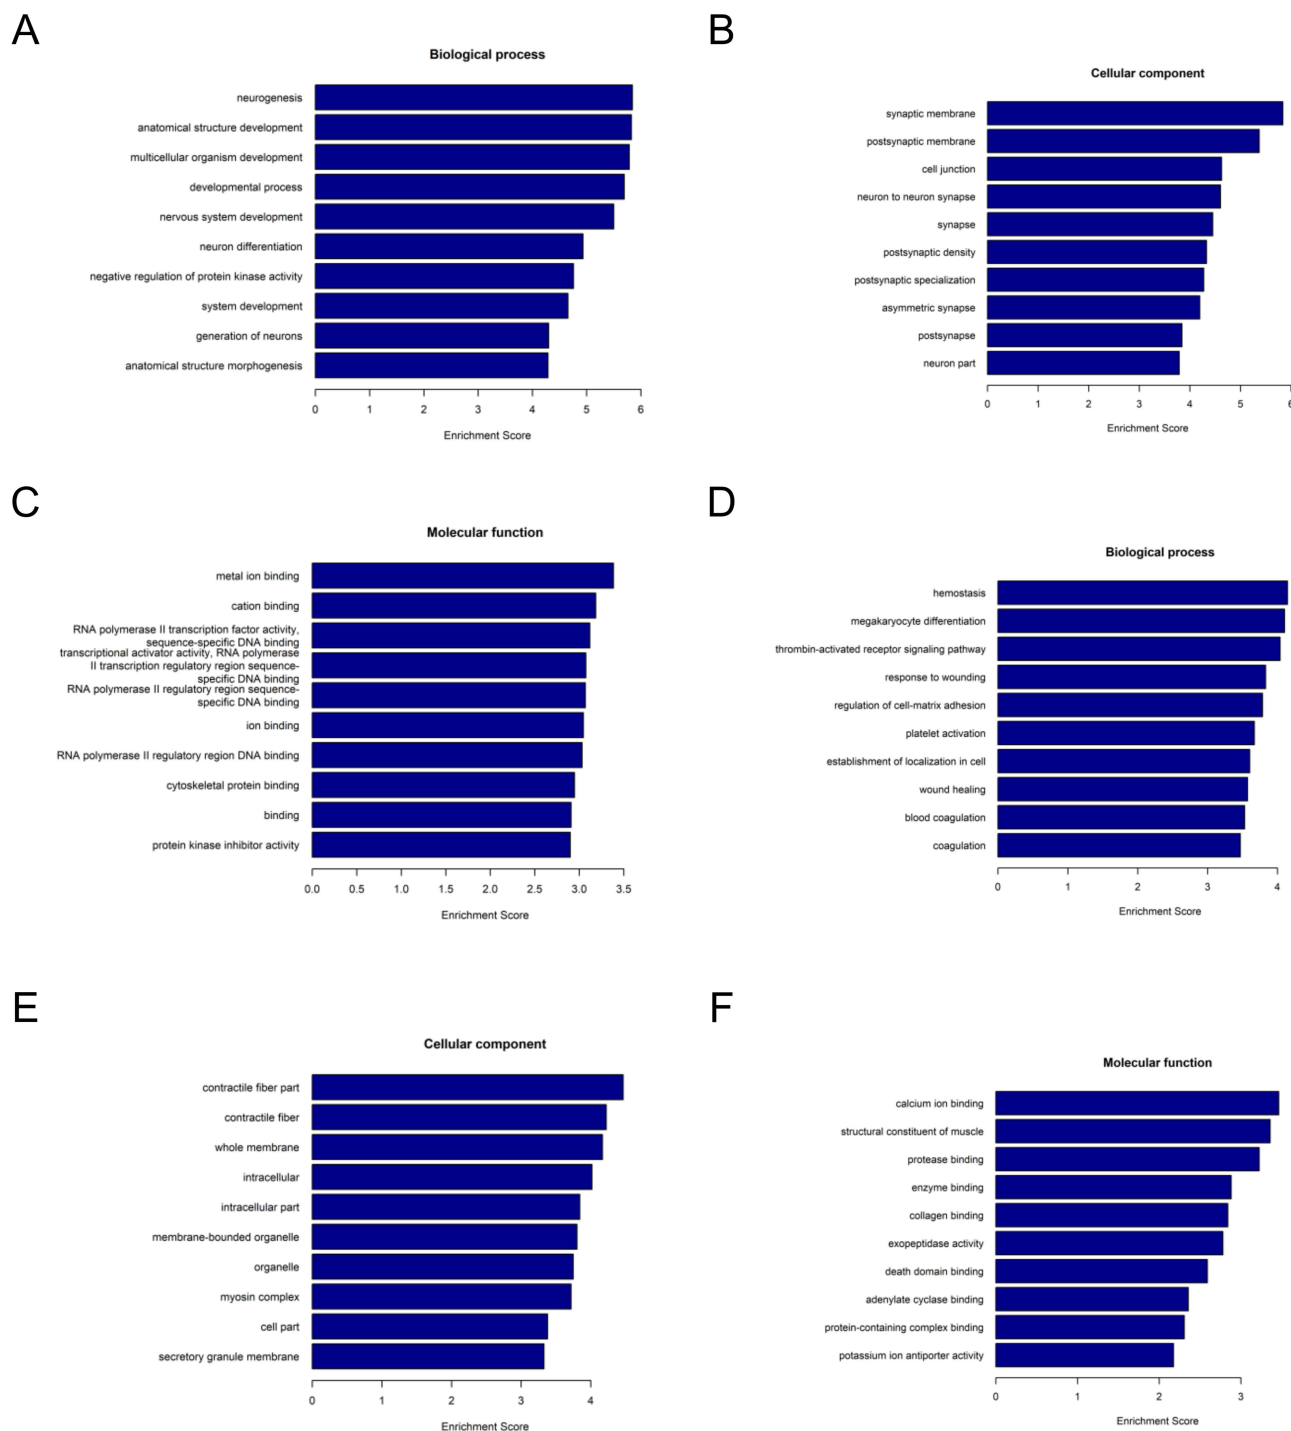 A
Biological process
neurogenesis
anatomical structure development
multicellular organism development
developmental process
nervous system development
neuron differentiation
negative regulation of protein kinase activity
system development
generation of neurons
anatomical structure morphogenesis
0 1 2 3 4 5 6
Enrichment Score
B
Cellular component
synaptic membrane
postsynaptic membrane
cell junction
neuron to neuron synapse
synapse
postsynaptic density
postsynaptic specialization
asymmetric synapse
postsynapse
neuron part
0 1 2 3 4 5 6
Enrichment Score
C
Molecular function
metal ion binding
cation binding
RNA polymerase II transcription factor activity,
sequence-specific DNA binding
transcriptional activator activity, RNA polymerase
II transcription regulatory region sequence-
specific DNA binding
RNA polymerase II regulatory region sequence-
specific DNA binding
ion binding
RNA polymerase II regulatory region DNA binding
cytoskeletal protein binding
binding
protein kinase inhibitor activity
0.0 0.5 1.0 1.5 2.0 2.5 3.0 3.5
Enrichment Score
D
Biological process
hemostasis
megakaryocyte differentiation
thrombin-activated receptor signaling pathway
response to wounding
regulation of cell-matrix adhesion
platelet activation
establishment of localization in cell
wound healing
blood coagulation
coagulation
0 1 2 3 4
Enrichment Score
E
Cellular component
contractile fiber part
contractile fiber
whole membrane
intracellular
intracellular part
membrane-bounded organelle
organelle
myosin complex
cell part
secretory granule membrane
0 1 2 3 4
Enrichment Score
F
Molecular function
calcium ion binding
structural constituent of muscle
protease binding
enzyme binding
collagen binding
exopeptidase activity
death domain binding
adenylate cyclase binding
protein-containing complex binding
potassium ion antiporter activity
0 1 2 3
Enrichment Score